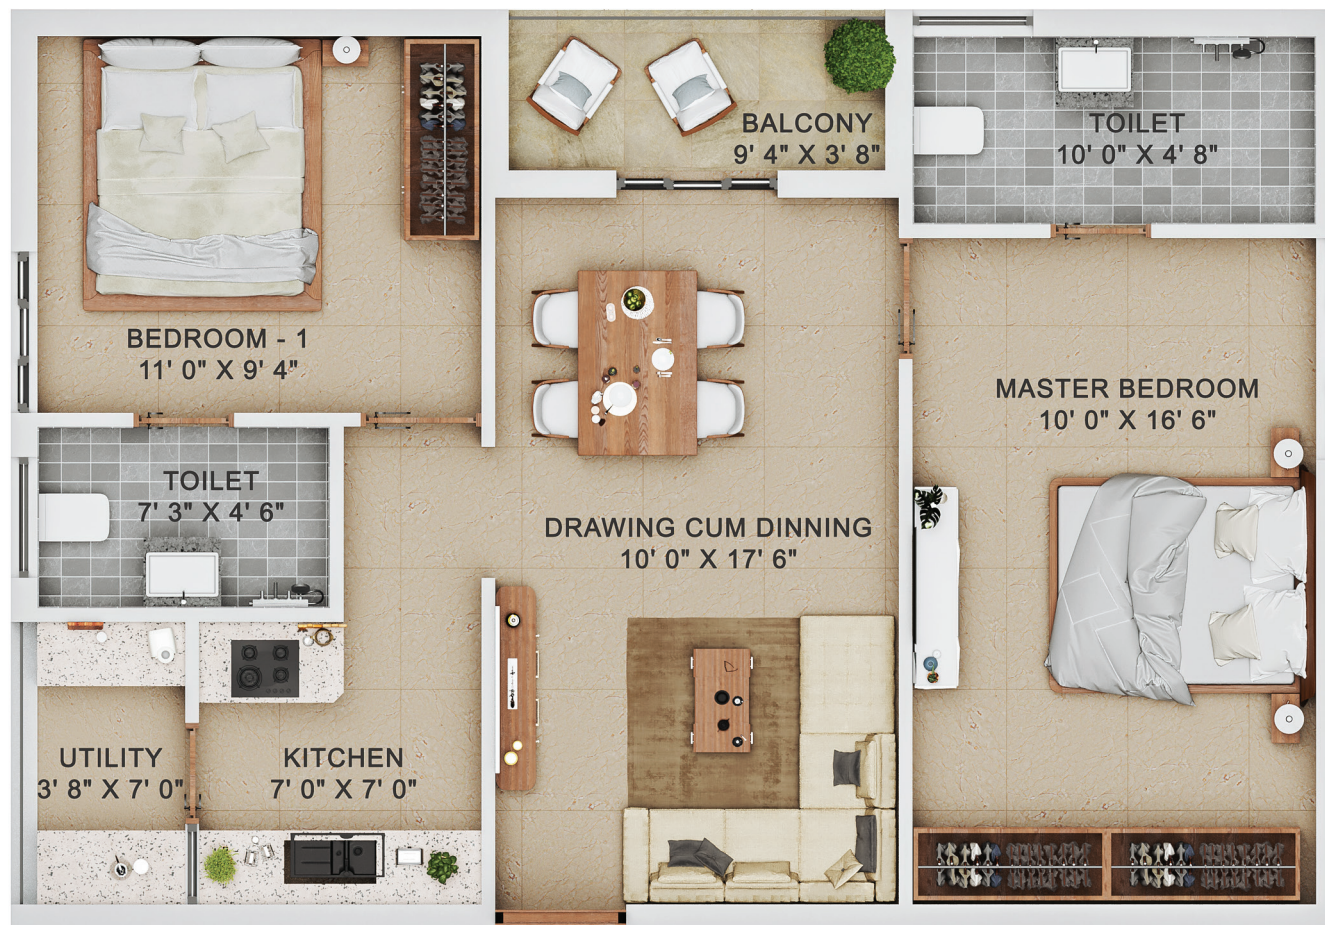 BALCONY
9' 4" X 3' 8"
TOILET
10' 0" X 4' 8"
BEDROOM - 1
11' 0" X 9' 4"
MASTER BEDROOM
10' 0" X 16' 6"
TOILET
7' 3" X 4' 6"
DRAWING CUM DINNING
10' 0" X 17' 6"
UTILITY
3' 8" X 7' 0"
KITCHEN
7' 0" X 7' 0"